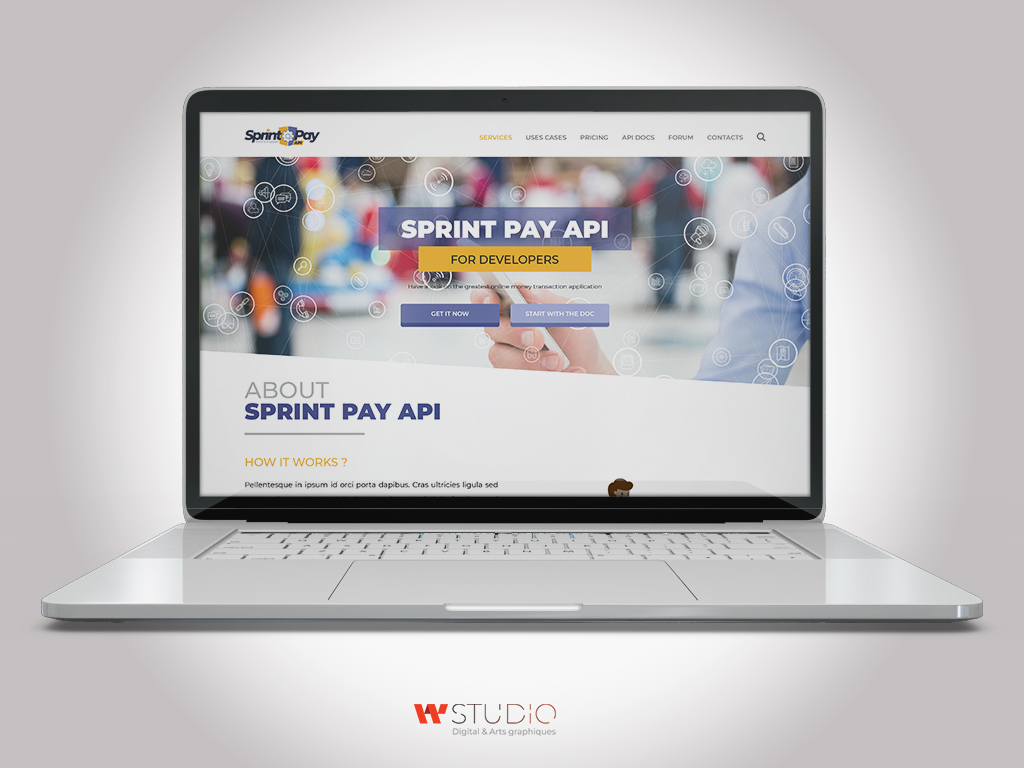 Sprint Pay
API
SERVICES USES CASES PRICING API DOCS FORUM CONTACTS
SPRINT PAY API
FOR DEVELOPERS
Have a look on the greatest online money transaction application
GET IT NOW START WITH THE DOC
ABOUT
SPRINT PAY API
HOW IT WORKS ?
Pellentesque in ipsum id orci porta dapibus. Cras ultricies ligula sed
W STUDIO
Digital & Arts graphiques